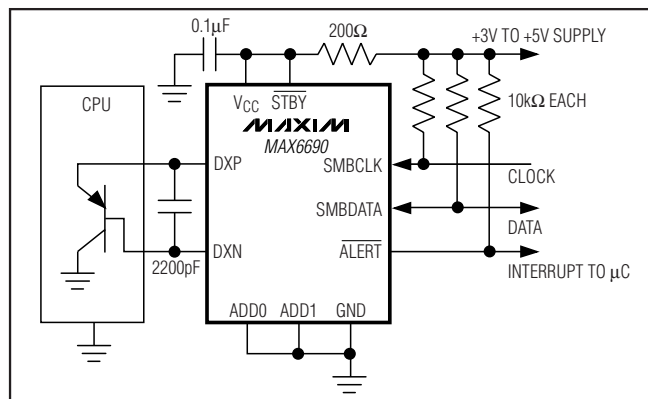 0.1µF
200Ω
+3V TO +5V SUPPLY
CPU
VCC
STBY
10kΩ EACH
MAXIM
MAX6690
DXP
SMBCLK
CLOCK
SMBDATA
DATA
DXN
ALERT
2200pF
INTERRUPT TO µC
ADD0
ADD1
GND